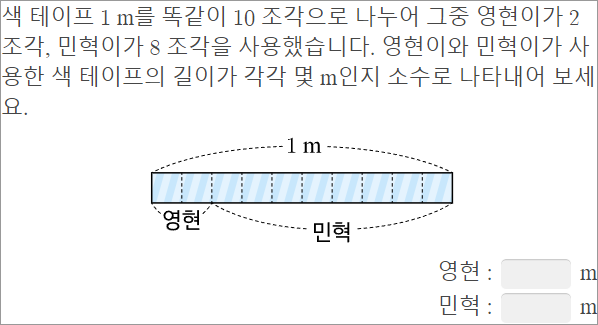 색 테이프 1 m를 똑같이 10 조각으로 나누어 그중 영현이가 2
조각, 민혁이가 8 조각을 사용했습니다. 영현이와 민혁이가 사
용한 색 테이프의 길이가 각각 몇 m인지 소수로 나타내어 보세
요.
1 m
영현
민혁
영현 : m
민혁 : m